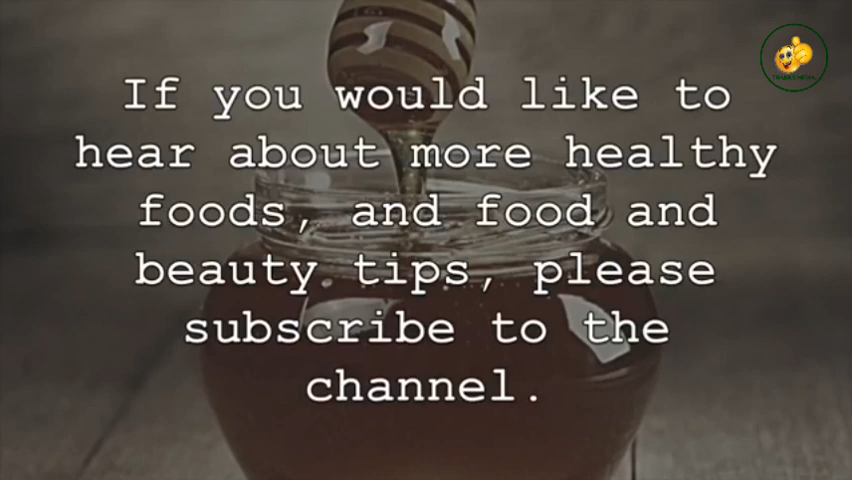 If you would like to
hear about more healthy
foods, and food and
beauty tips, please
subscribe to the
channel.